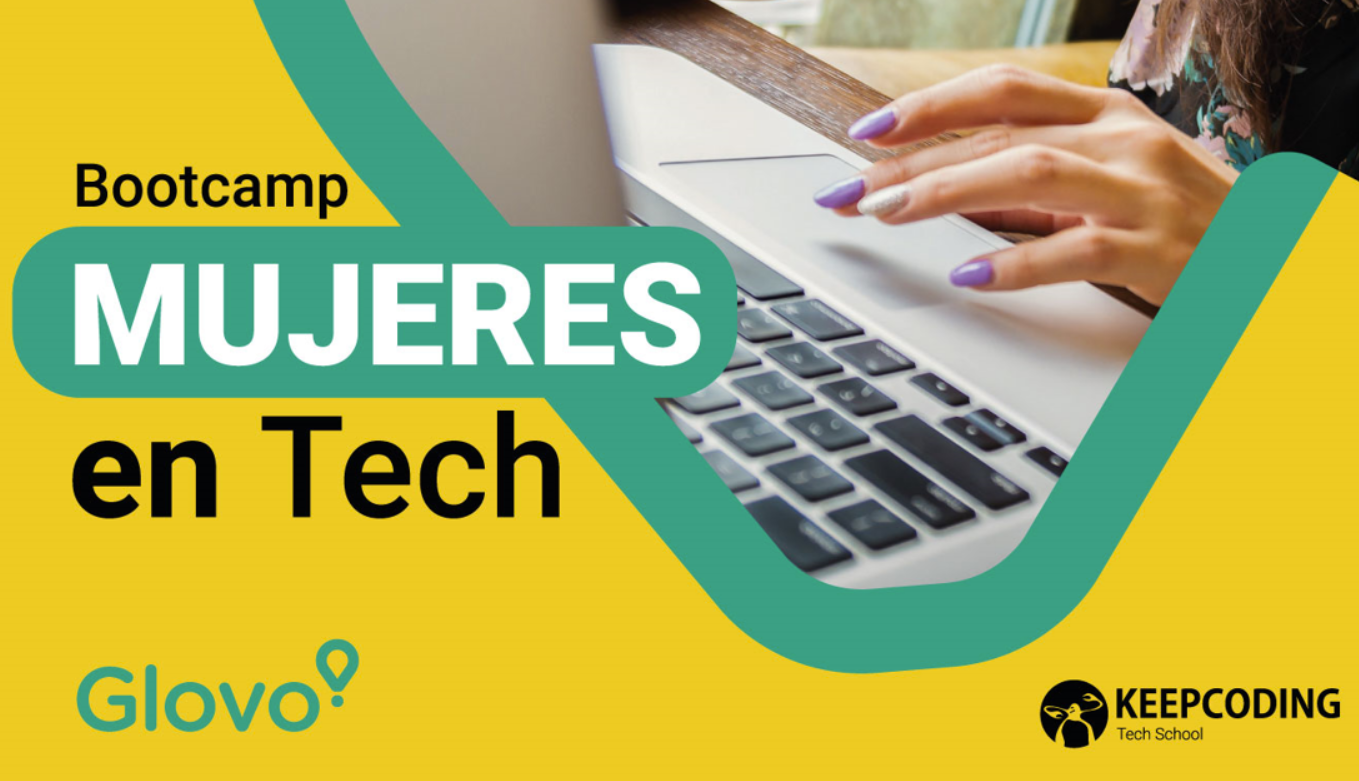 Bootcamp
MUJERES
en Tech
Glovo
KEEPCODING
Tech School